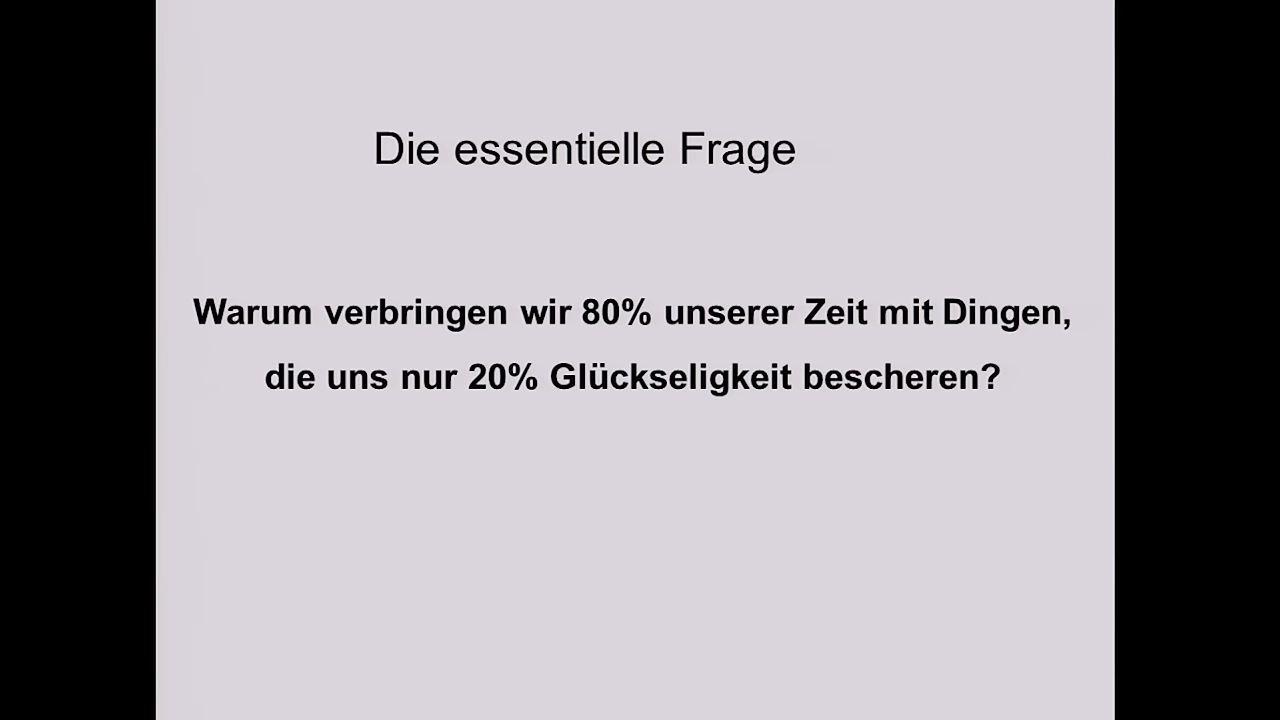 Die essentielle Frage
Warum verbringen wir 80% unserer Zeit mit Dingen,
die uns nur 20% Glückseligkeit bescheren?